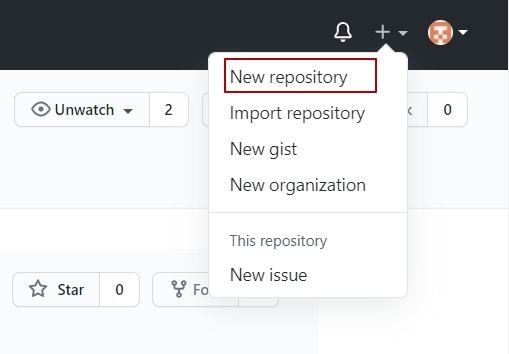 New repository
Unwatch 2
k 0
Import repository
New gist
New organization
This repository
New issue
Star 0
Fo